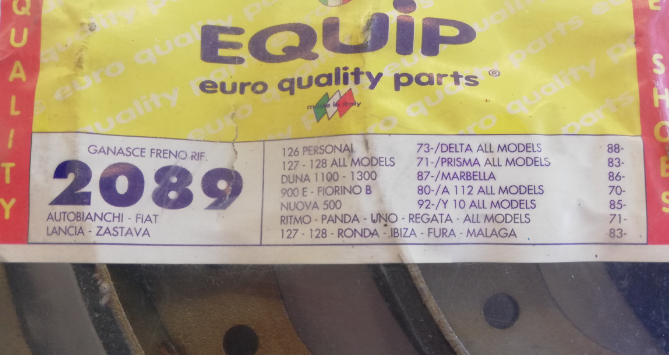 QUALITY
EQUIP
euro quality parts ®
made in italy
E SHOES
GANASCE FRENO RIF.
2089
AUTOBIANCHI - FIAT
LANCIA - ZASTAVA
126 PERSONAL 73-/DELTA ALL MODELS 88-
127 - 128 ALL MODELS 71-/PRISMA ALL MODELS 83-
DUNA 1100 - 1300 87-/MARBELLA 86-
900 E - FIORINO B 80-/A 112 ALL MODELS 70-
NUOVA 500 92-/Y 10 ALL MODELS 85-
RITMO - PANDA - UNO - REGATA - ALL MODELS 71-
127 - 128 - RONDA - IBIZA - FURA - MALAGA 83-